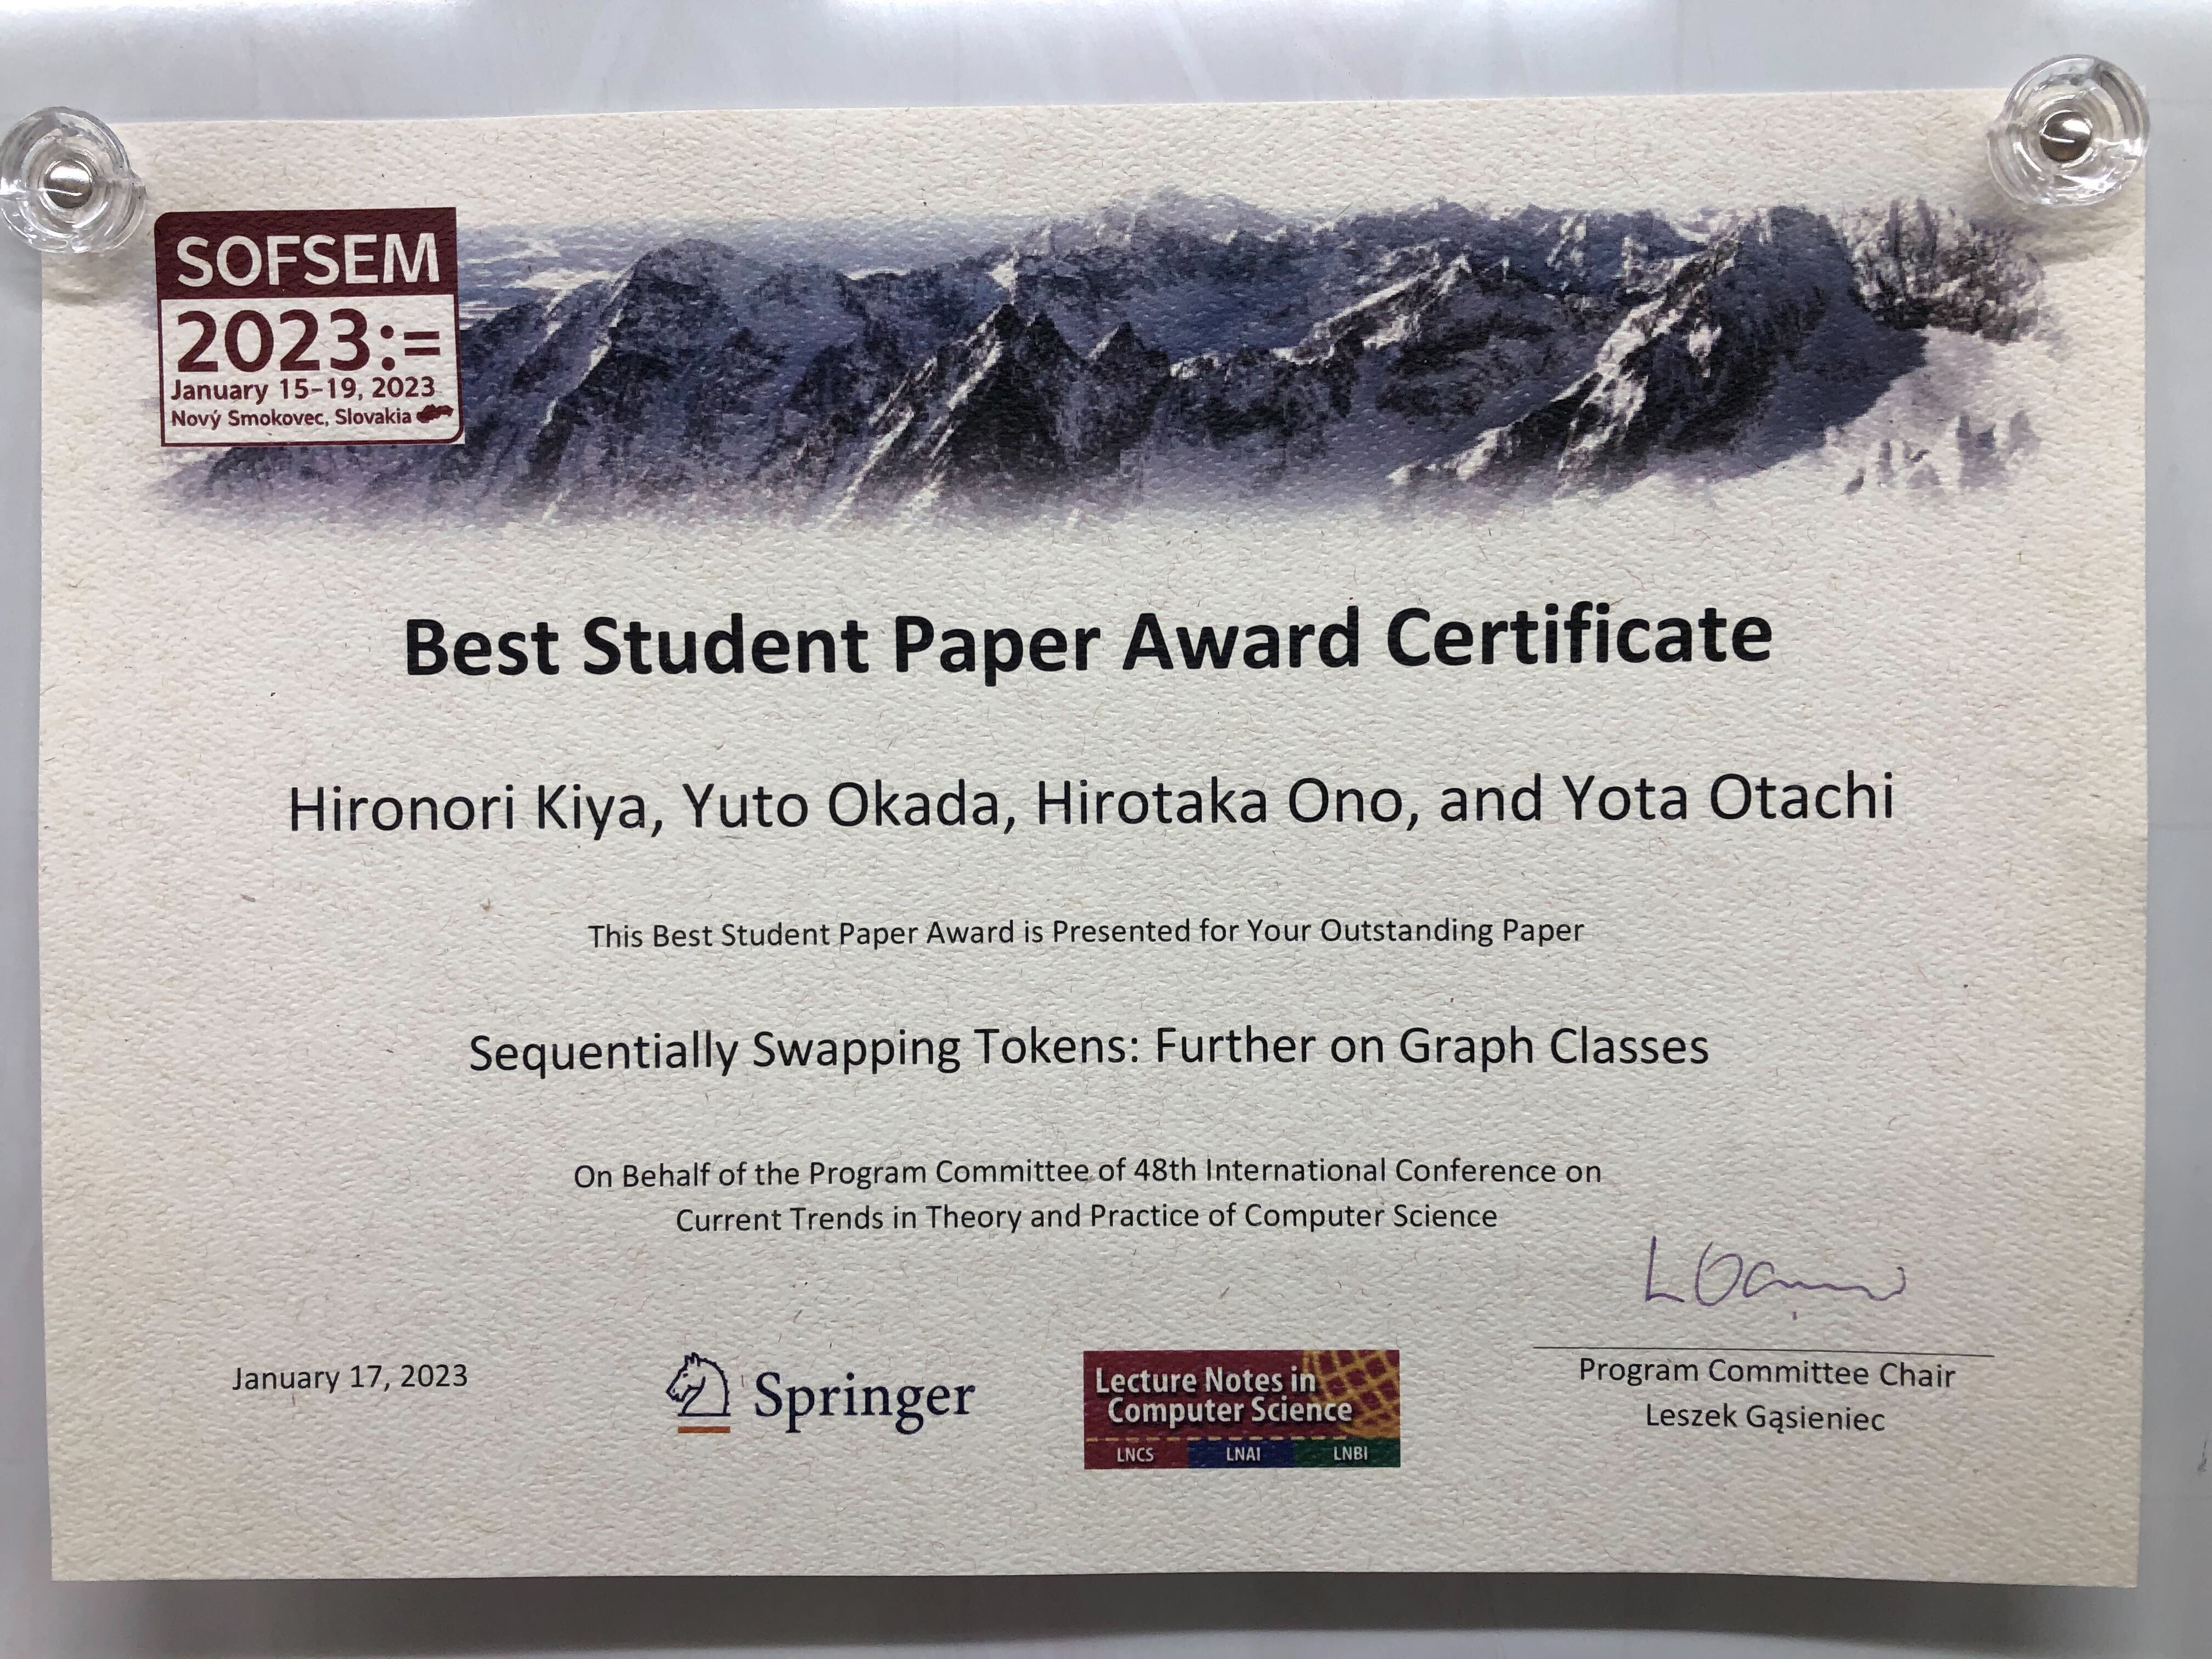 SOFSEM
2023:=
January 15-19, 2023
Nový Smokovec, Slovakia
Best Student Paper Award Certificate
Hironori Kiya, Yuto Okada, Hirotaka Ono, and Yota Otachi
This Best Student Paper Award is Presented for Your Outstanding Paper
Sequentially Swapping Tokens: Further on Graph Classes
On Behalf of the Program Committee of 48th International Conference on
Current Trends in Theory and Practice of Computer Science
January 17, 2023
Springer
Lecture Notes in
Computer Science
LNCS LNAI LNBI
Program Committee Chair
Leszek Gąsieniec